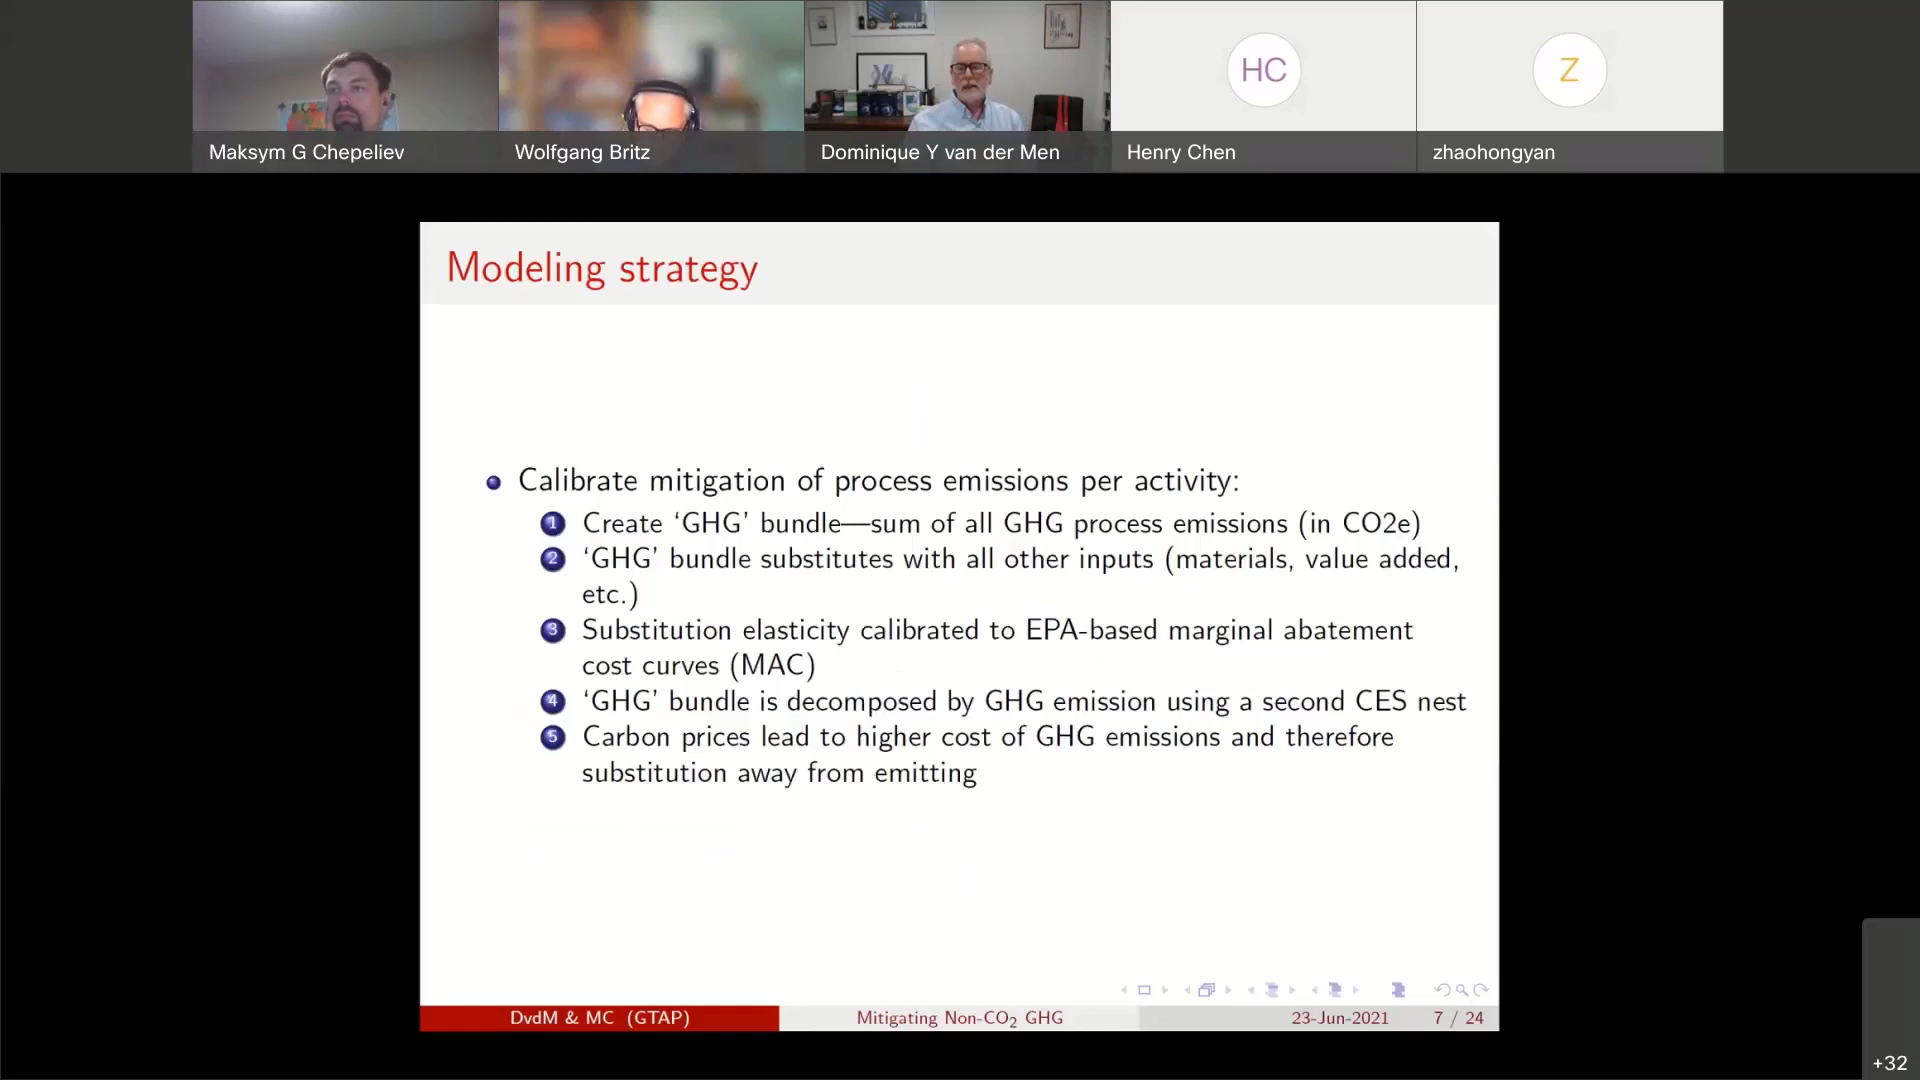 HC
Z
Maksym G Chepeliev
Wolfgang Britz
Dominique Y van der Men
Henry Chen
zhaohongyan
Modeling strategy
Calibrate mitigation of process emissions per activity:
1 Create ‘GHG’ bundle—sum of all GHG process emissions (in CO2e)
2 ‘GHG’ bundle substitutes with all other inputs (materials, value added,
etc.)
3 Substitution elasticity calibrated to EPA-based marginal abatement
cost curves (MAC)
4 ‘GHG’ bundle is decomposed by GHG emission using a second CES nest
5 Carbon prices lead to higher cost of GHG emissions and therefore
substitution away from emitting
DvdM & MC (GTAP)
Mitigating Non-CO₂ GHG
23-Jun-2021
7 / 24
+32